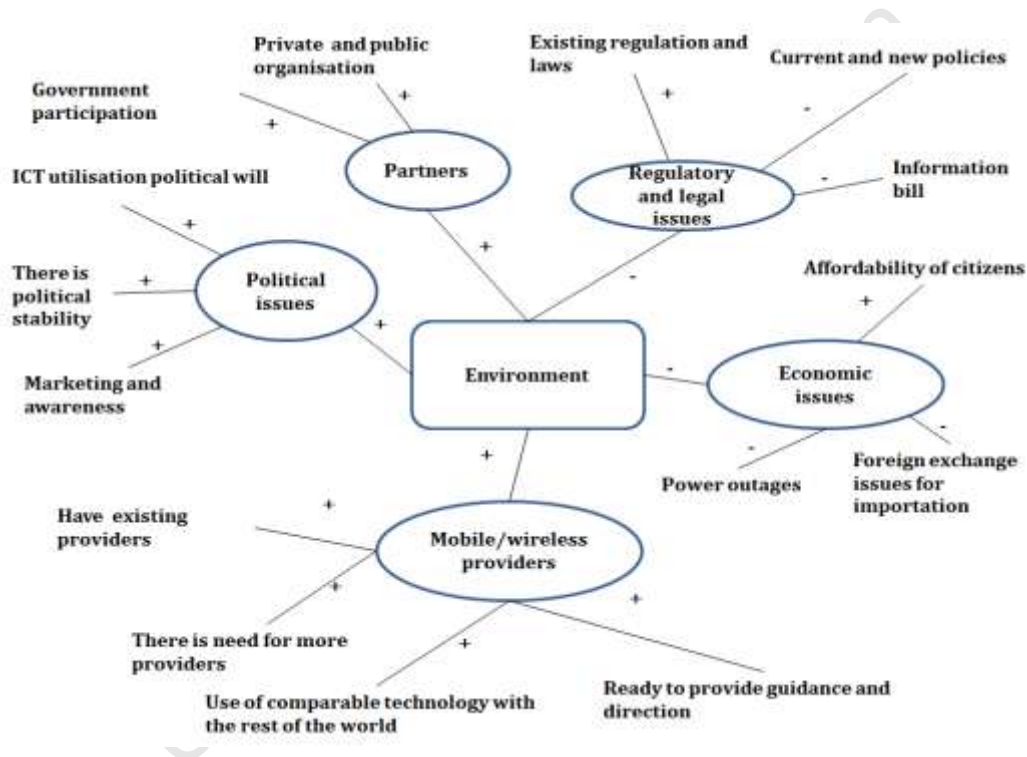 Private and public
organisation
Existing regulation and
laws
Current and new policies
Government
participation
+
+
+
-
Partners
Regulatory
and legal
issues
-
Information
bill
ICT utilisation political will
+
+
-
There is
political
stability
+
Political
issues
+
+
Marketing and
awareness
Environment
-
Affordability of citizens
+
Economic
issues
-
-
Power outages
Foreign exchange
issues for
importation
+
Have existing
providers
+
Mobile/wireless
providers
+
+
+
There is need for more
providers
Use of comparable technology with
the rest of the world
Ready to provide guidance and
direction